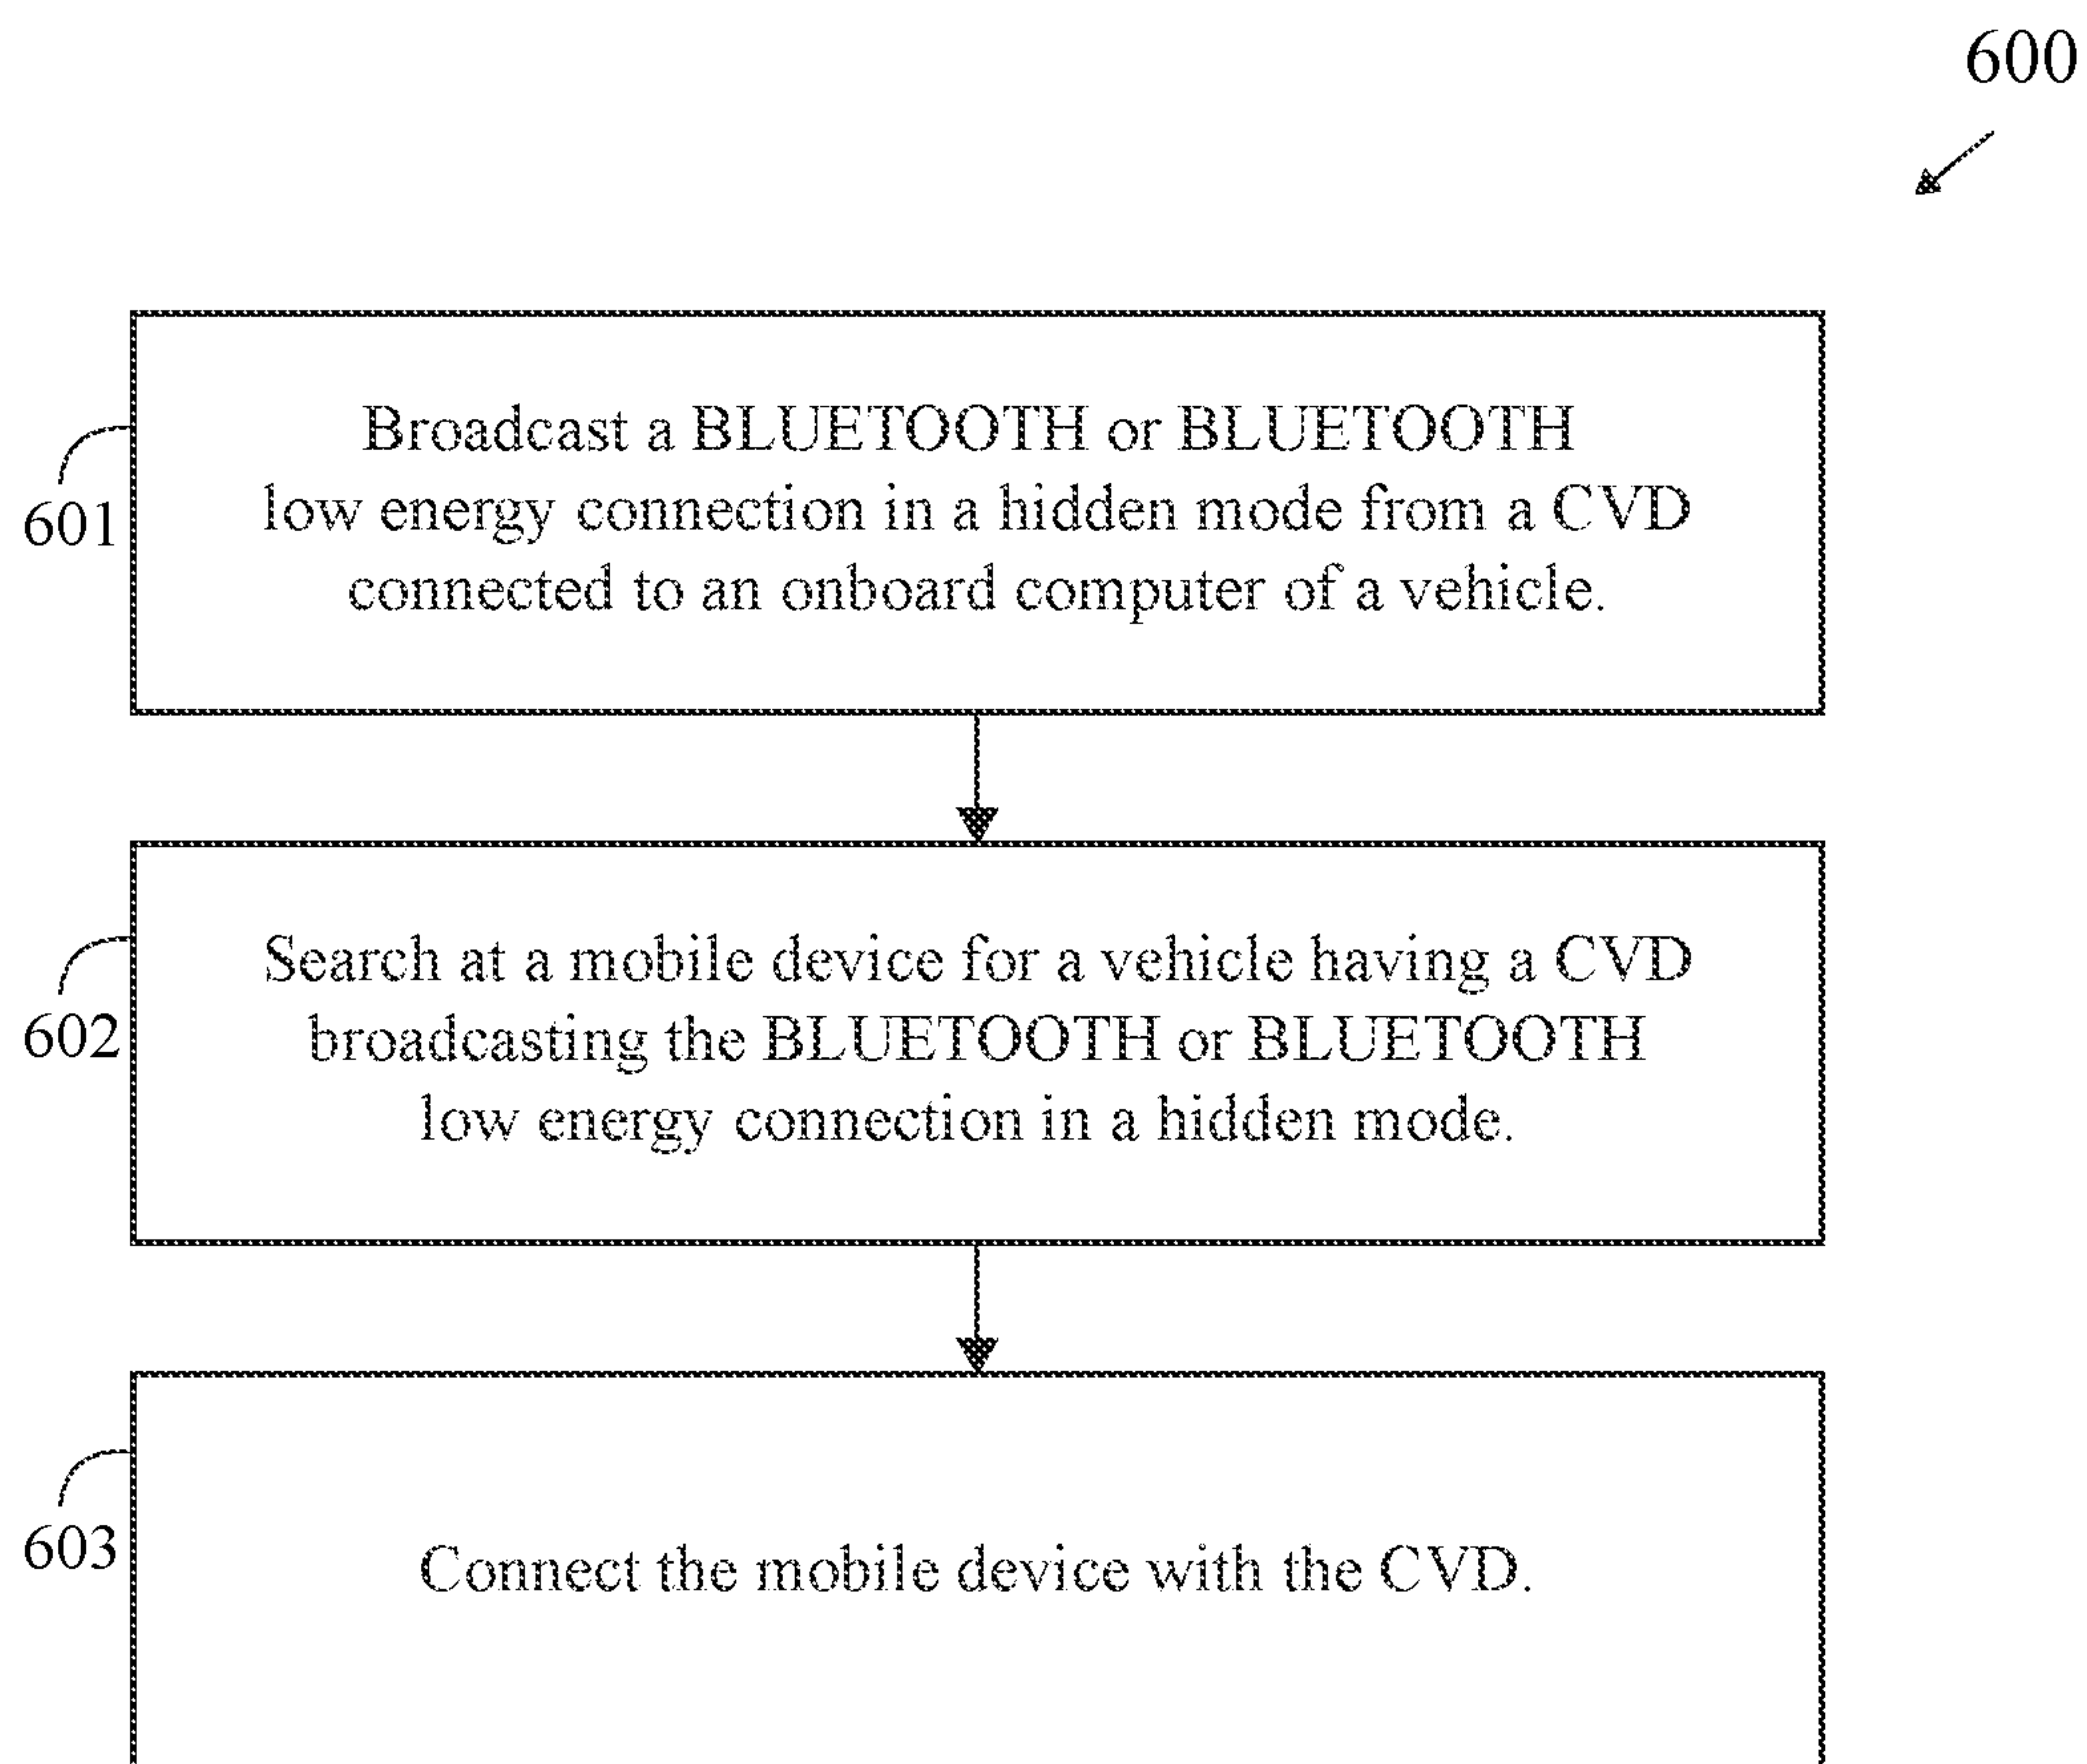 600
Broadcast a BLUETOOTH or BLUETOOTH
low energy connection in a hidden mode from a CVD
connected to an onboard computer of a vehicle.
601
Search at a mobile device for a vehicle having a CVD
broadcasting the BLUETOOTH or BLUETOOTH
low energy connection in a hidden mode.
602
Connect the mobile device with the CVD.
603